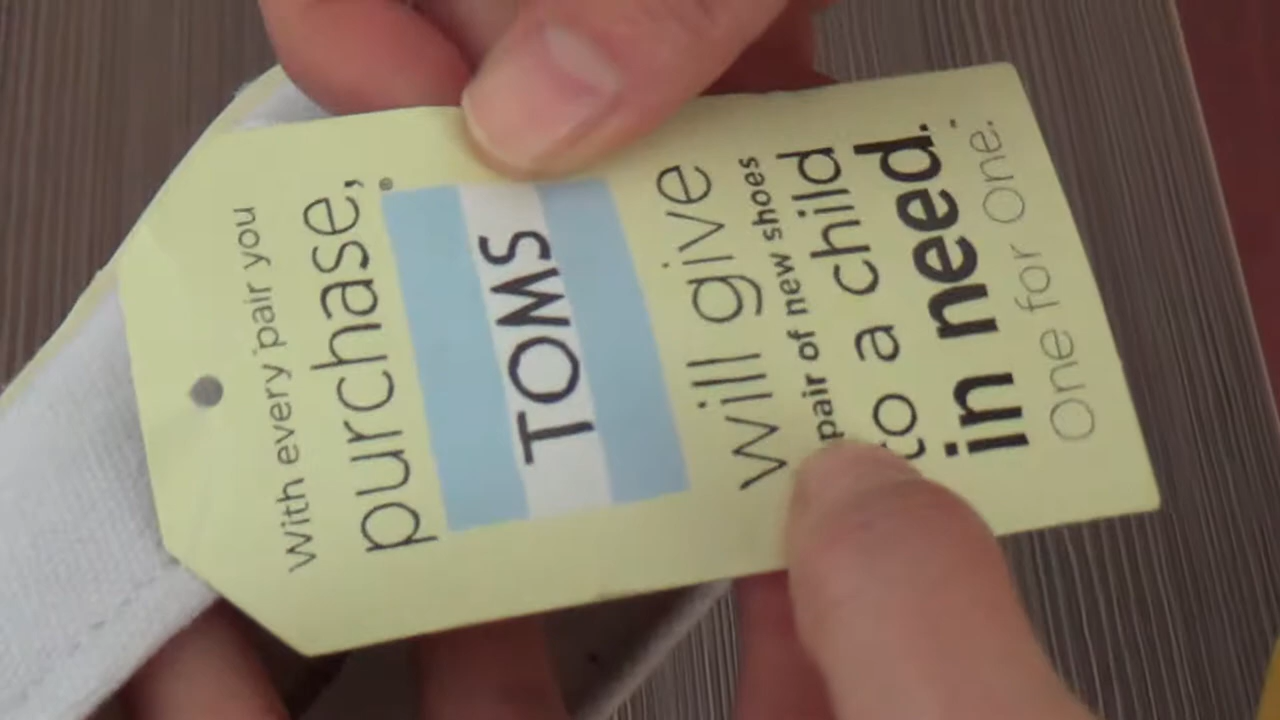 With every pair you
purchase,
TOMS®
will give
pair of new shoes
to a child
in need.
One for One.